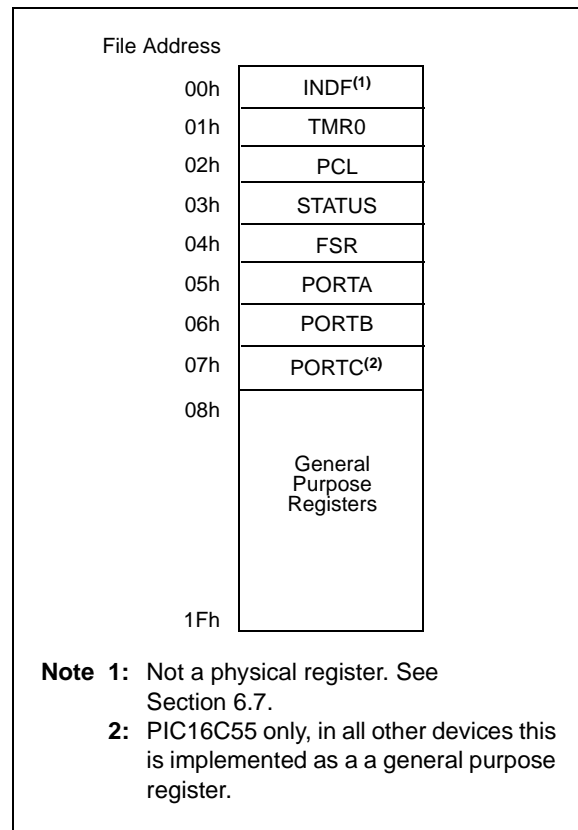 File Address
00h INDF(1)
01h TMR0
02h PCL
03h STATUS
04h FSR
05h PORTA
06h PORTB
07h PORTC(2)
08h
General
Purpose
Registers
1Fh
Note 1: Not a physical register. See
Section 6.7.
2: PIC16C55 only, in all other devices this
is implemented as a a general purpose
register.